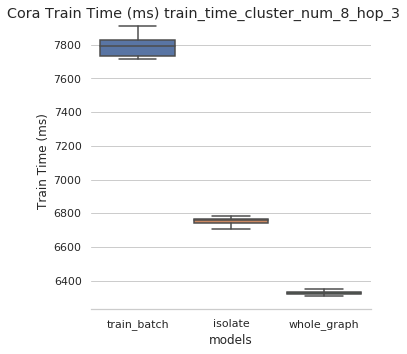 Cora Train Time (ms) train_time_cluster_num_8_hop_3
7800
7600
7400
7200
7000
6800
6600
6400
Train Time (ms)
train_batch
isolate
whole_graph
models